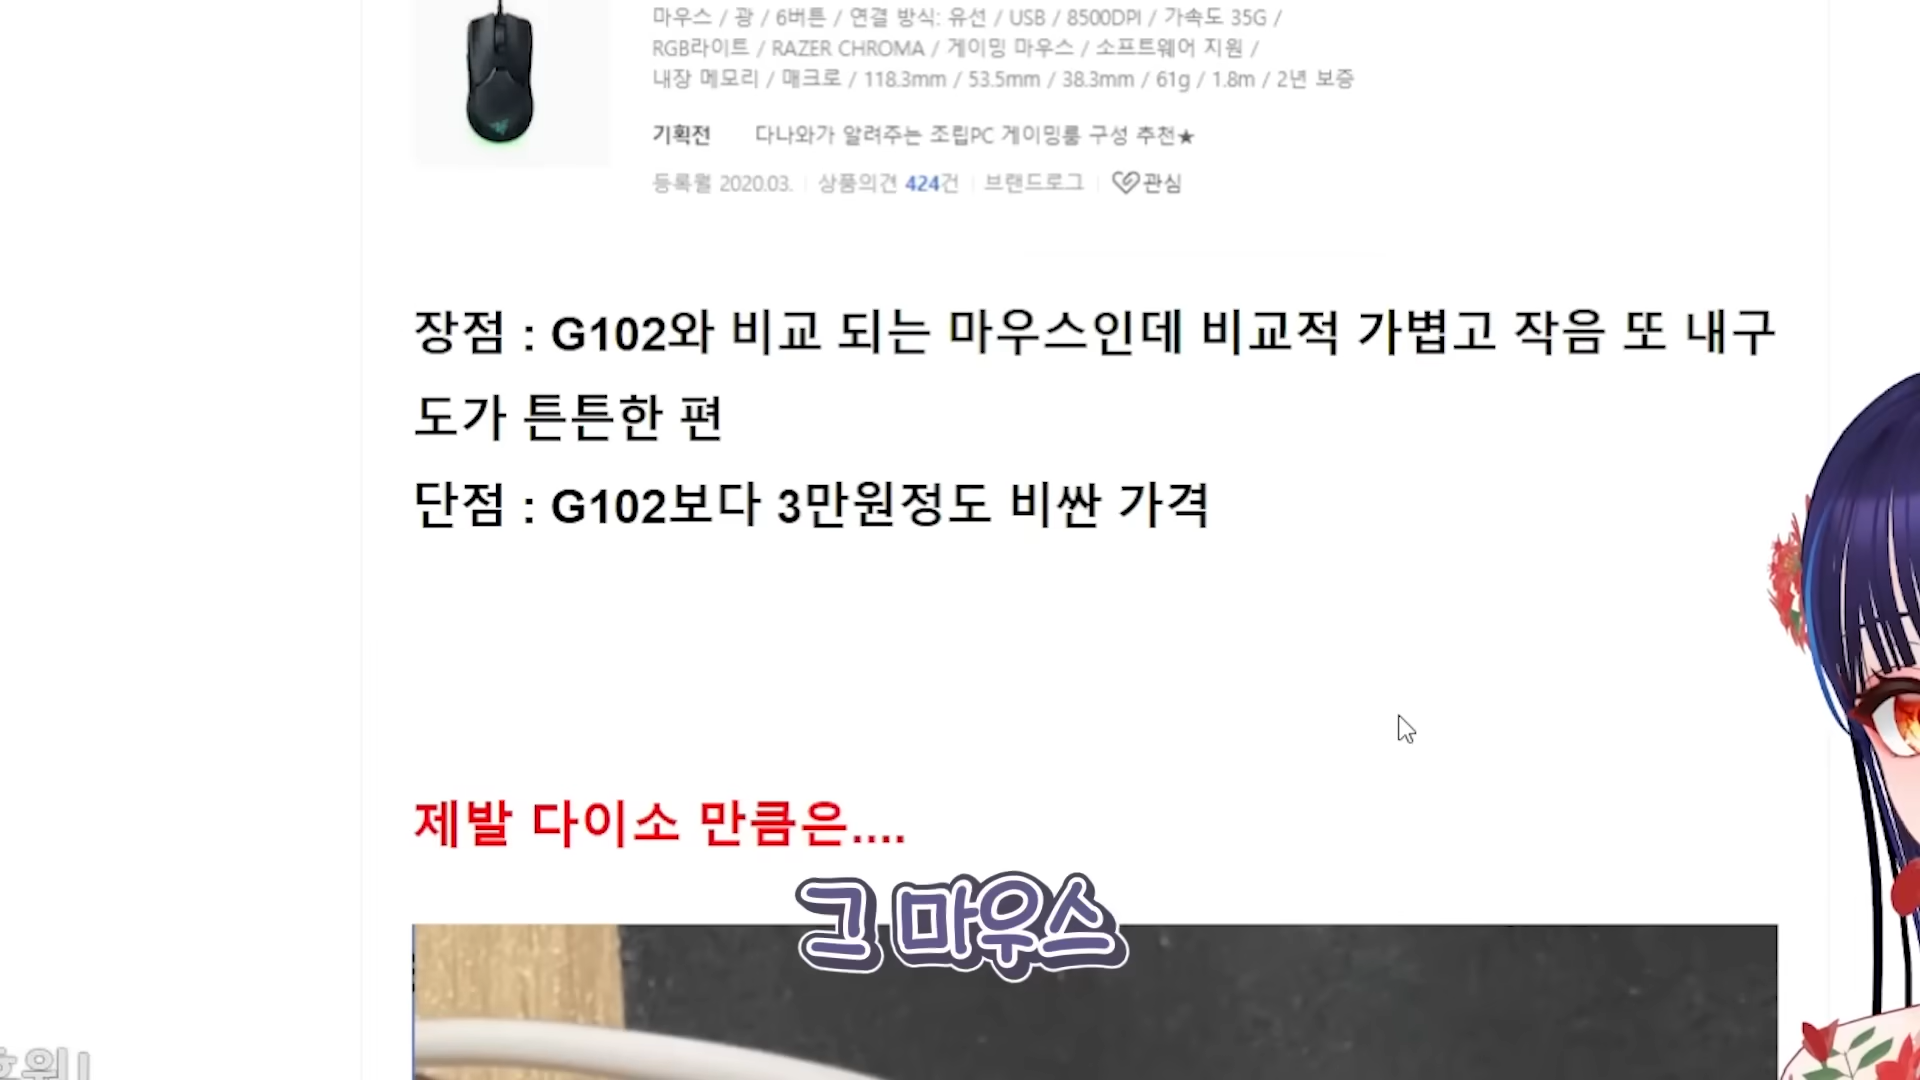 마우스 / 광 / 6버튼 / 연결 방식: 유선 / USB / 8500DPI / 가속도 35G /
RGB라이트 / RAZER CHROMA / 게이밍 마우스 / 소프트웨어 지원 /
내장 메모리 / 매크로 / 118.3mm / 53.5mm / 38.3mm / 61g / 1.8m / 2년 보증
기획전 다나와가 알려주는 조립PC 게이밍룸 구성 추천★
등록월 2020.03. 상품의견 424건 브랜드로그 관심
장점 : G102와 비교 되는 마우스인데 비교적 가볍고 작음 또 내구
도가 튼튼한 편
단점 : G102보다 3만원정도 비싼 가격
제발 다이소 만큼은....
그 마우스